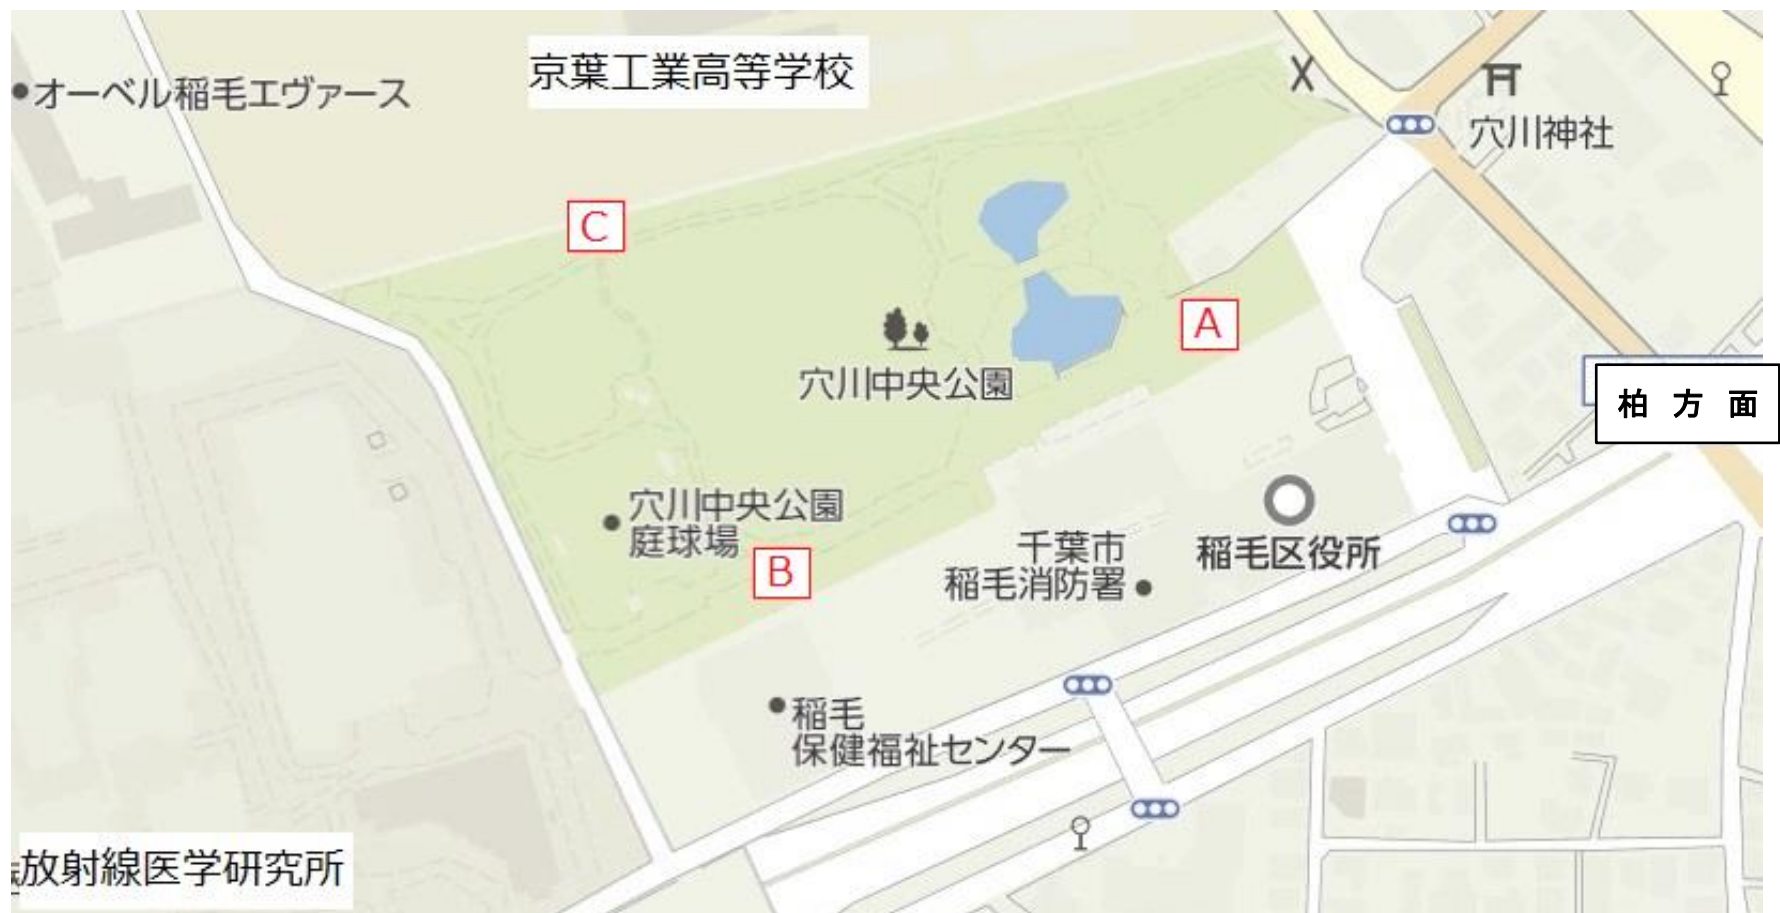 京葉工業高等学校
オーベル稲毛エヴァース
穴川神社
C
A
穴川中央公園
柏方面
穴川中央公園
庭球場
B
千葉市
稲毛消防署
稲毛区役所
稲毛
保健福祉センター
放射線医学研究所